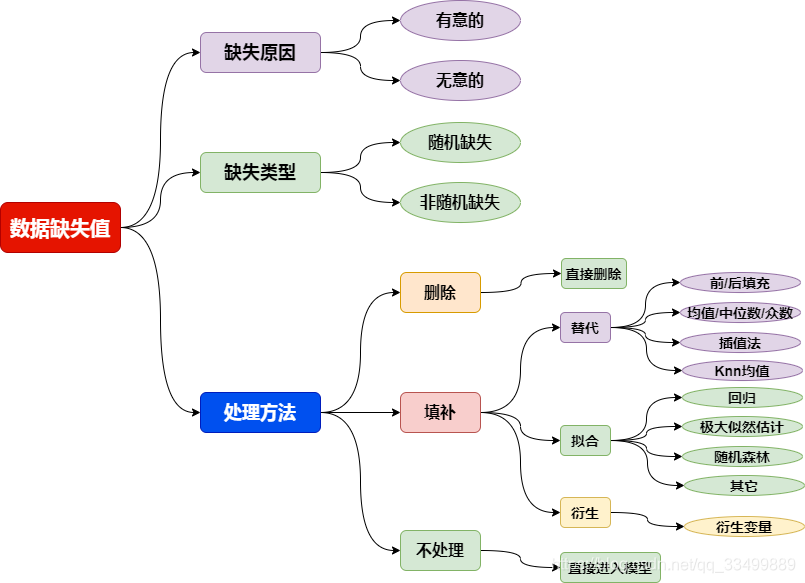 数据缺失值
缺失原因
有意的
无意的
缺失类型
随机缺失
非随机缺失
处理方法
删除
直接删除
填补
替代
前/后填充
均值/中位数/众数
插值法
Knn均值
拟合
回归
极大似然估计
随机森林
其它
衍生
衍生变量
不处理
直接进入模型
dn.net/qq_33499889